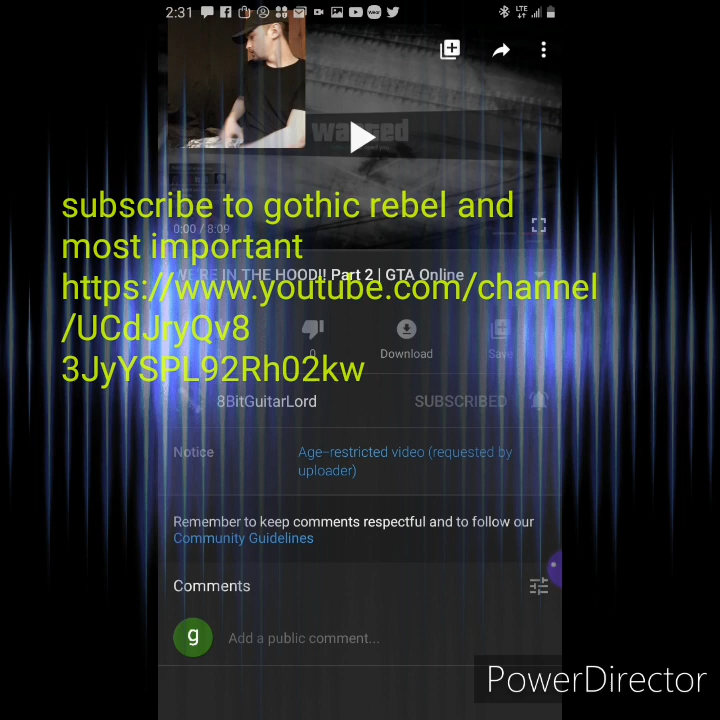 2:31
LTE
wasted
subscribe to gothic rebel and
most important
https://www.youtube.com/channel
/UCdJryQv8
3JyYSPL92Rh02kw
0:00 / 8:09
WE'RE IN THE HOOD!! Part 2 | GTA Online
0
Download
Save
8BitGuitarLord
SUBSCRIBED
Notice
Age-restricted video (requested by
uploader)
Remember to keep comments respectful and to follow our
Community Guidelines
Comments
g
Add a public comment...
PowerDirector